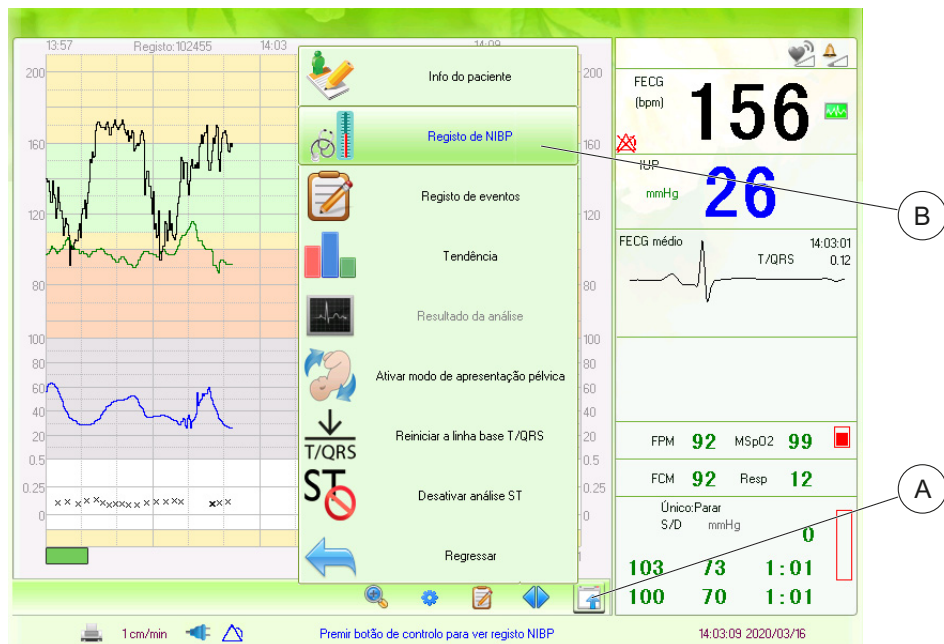 13:57 Registo:102455 14:03
200 200
160 160
120 120
80 80
100 100
80 80
60 60
40 40
20 20
0.5 0.5
0.25 0.25
0 0
Info do paciente
Registo de NIBP
Registo de eventos
Tendência
Resultado da análise
Ativar modo de apresentação pélvica
T/QRS
Reiniciar a linha base T/QRS
ST
Desativar análise ST
Regressar
FECG
(bpm)
156
IUP
mmHg
26
FECG médio 14:03:01
T/QRS 0.12
FPM 92 MSpO2 99
FCM 92 Resp 12
Único:Parar
S/D mmHg
0
103 73 1:01
100 70 1:01
B
A
1 cm/min Premir botão de controlo para ver registo NIBP 14:03:09 2020/03/16